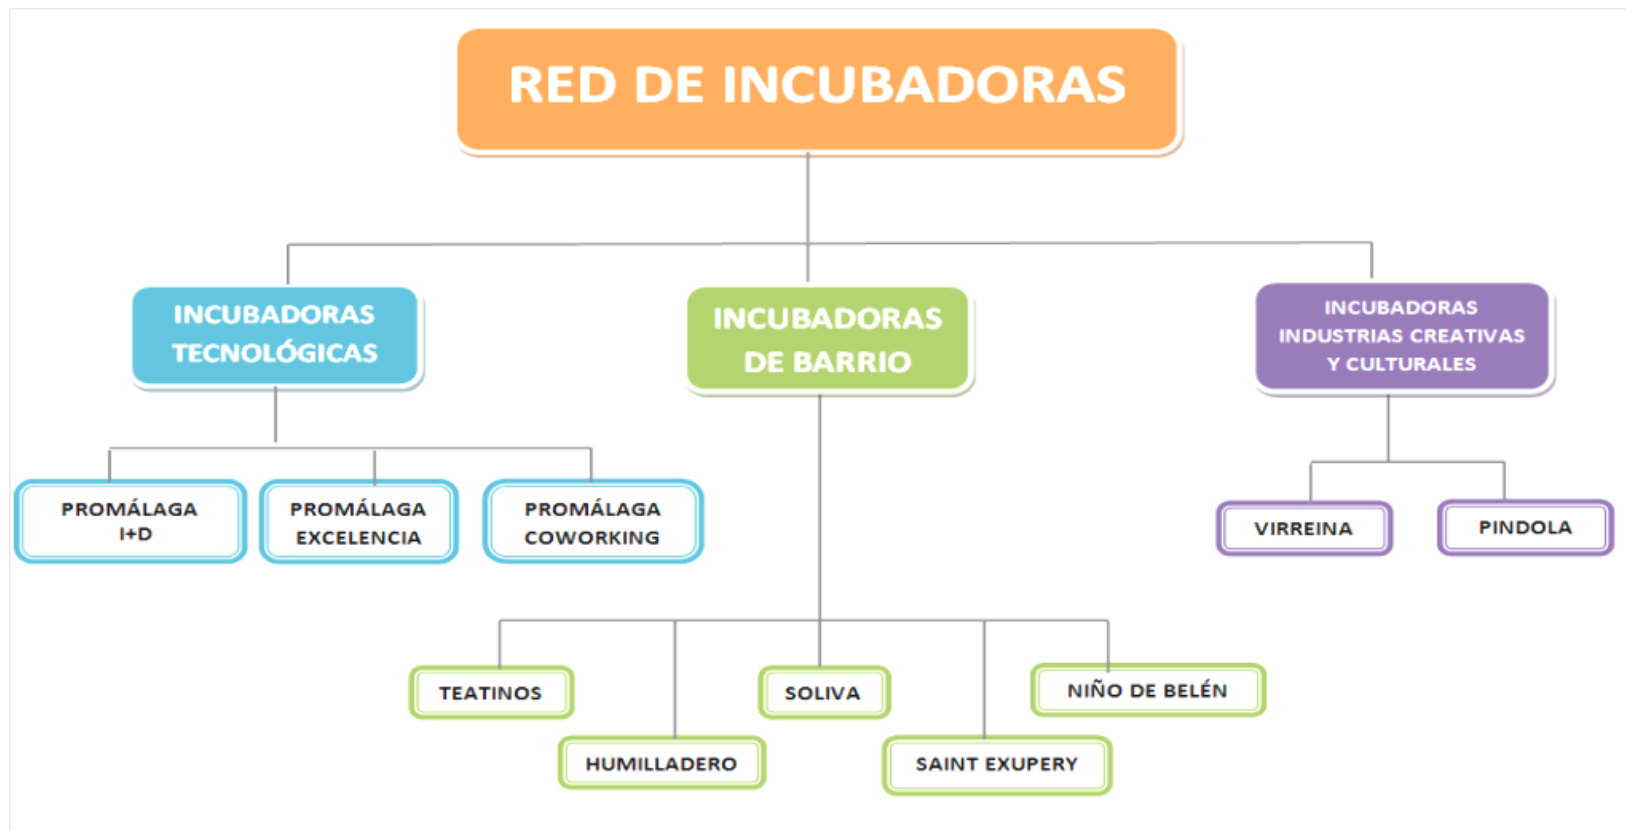 RED DE INCUBADORAS
INCUBADORAS
TECNOLÓGICAS
INCUBADORAS
DE BARRIO
INCUBADORAS
INDUSTRIAS CREATIVAS
Y CULTURALES
PROMÁLAGA
I+D
PROMÁLAGA
EXCELENCIA
PROMÁLAGA
COWORKING
VIRREINA
PINDOLA
TEATINOS
SOLIVA
NIÑO DE BELÉN
HUMILLADERO
SAINT EXUPERY